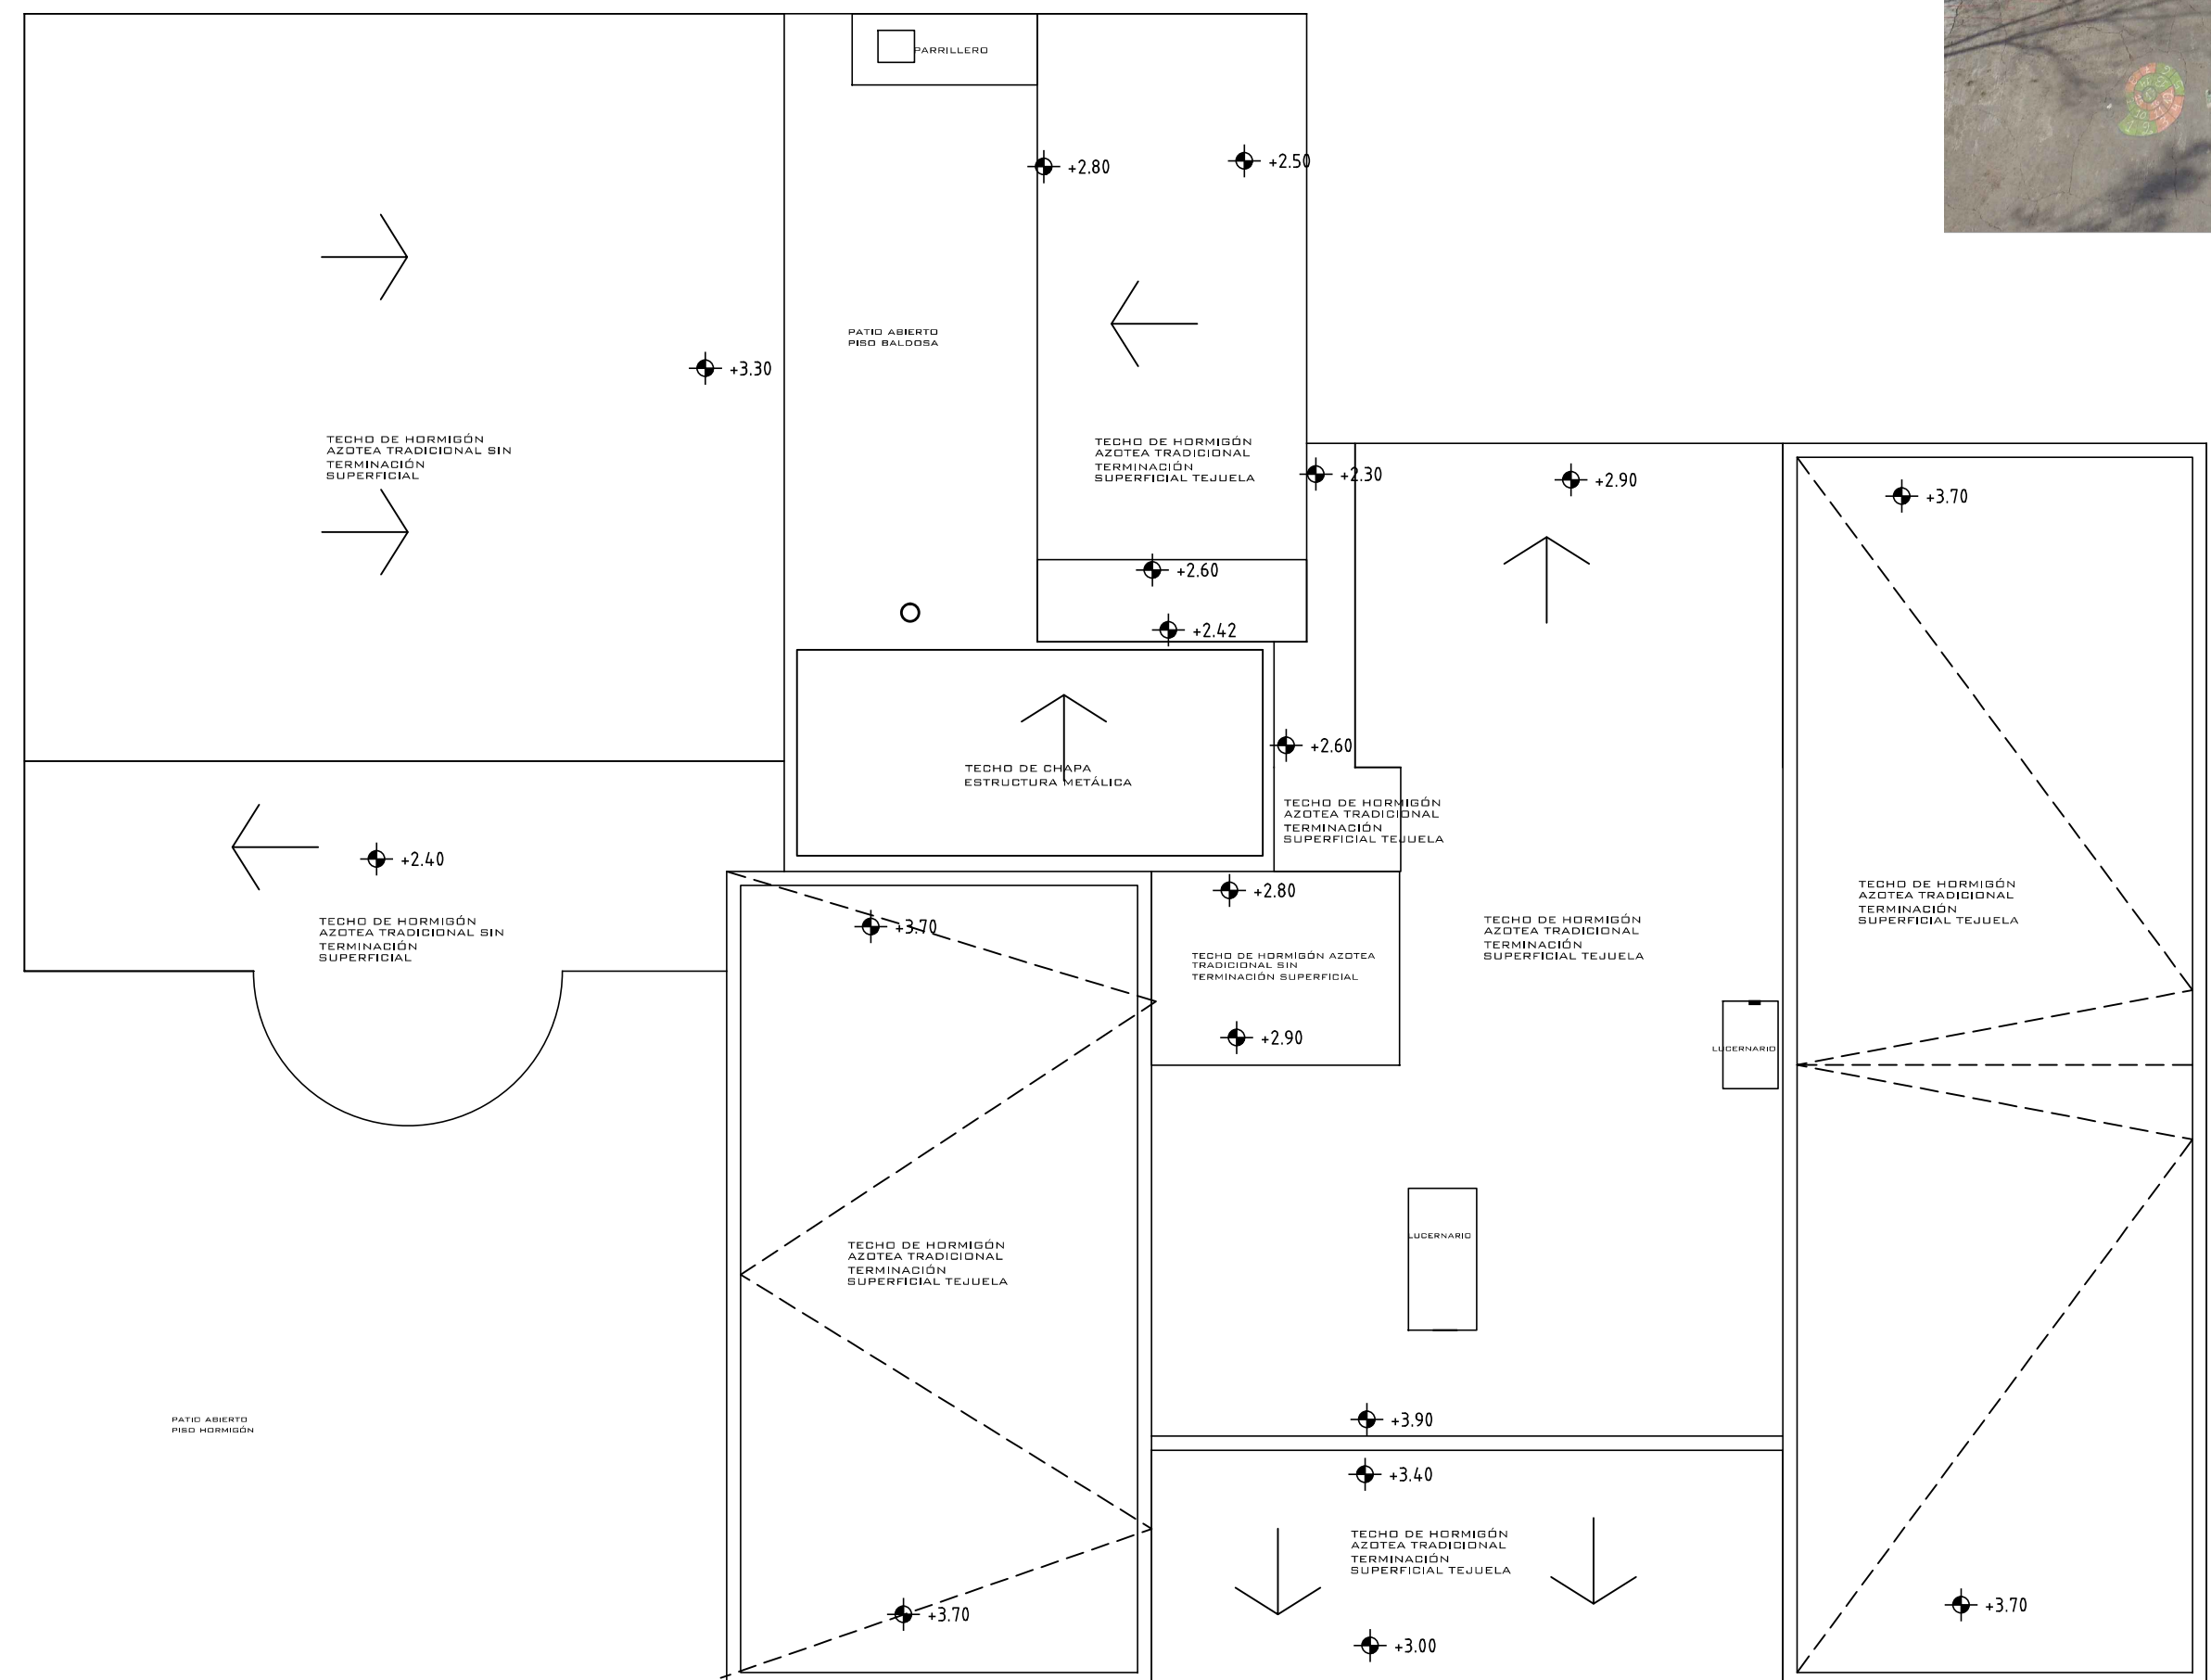 PARRILLERO
+2.80
+2.50
PATIO ABIERTO
PISO BALDOSA
+3.30
TECHO DE HORMIGÓN
AZOTEA TRADICIONAL SIN
TERMINACIÓN
SUPERFICIAL
TECHO DE HORMIGÓN
AZOTEA TRADICIONAL
TERMINACIÓN
SUPERFICIAL TEJUELA
+2.30
+2.90
+3.70
+2.60
+2.42
+2.60
TECHO DE CHAPA
ESTRUCTURA METÁLICA
TECHO DE HORMIGÓN
AZOTEA TRADICIONAL
TERMINACIÓN
SUPERFICIAL TEJUELA
+2.40
TECHO DE HORMIGÓN
AZOTEA TRADICIONAL SIN
TERMINACIÓN
SUPERFICIAL
+3.70
+2.80
TECHO DE HORMIGÓN AZOTEA
TRADICIONAL SIN
TERMINACIÓN SUPERFICIAL
+2.90
TECHO DE HORMIGÓN
AZOTEA TRADICIONAL
TERMINACIÓN
SUPERFICIAL TEJUELA
TECHO DE HORMIGÓN
AZOTEA TRADICIONAL
TERMINACIÓN
SUPERFICIAL TEJUELA
LUCERNARIO
LUCERNARIO
TECHO DE HORMIGÓN
AZOTEA TRADICIONAL
TERMINACIÓN
SUPERFICIAL TEJUELA
PATIO ABIERTO
PISO HORMIGÓN
+3.90
+3.40
TECHO DE HORMIGÓN
AZOTEA TRADICIONAL
TERMINACIÓN
SUPERFICIAL TEJUELA
+3.70
+3.00
+3.70